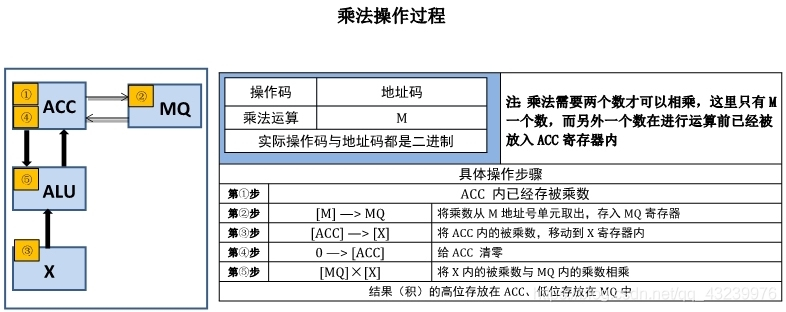 乘法操作过程
①
④
ACC
②
MQ
⑤
ALU
③
X
操作码 地址码
乘法运算 M
实际操作码与地址码都是二进制
注:乘法需要两个数才可以相乘，这里只有 M
一个数，而另外一个数在进行运算前已经被
放入 ACC 寄存器内
具体操作步骤
第①步 ACC 内已经存被乘数
第②步 [M] —> MQ 将乘数从 M 地址号单元取出，存入 MQ 寄存器
第③步 [ACC] —> [X] 将 ACC 内的被乘数，移动到 X 寄存器内
第④步 0 —> [ACC] 给 ACC 清零
第⑤步 [MQ]×[X] 将 X 内的被乘数与 MQ 内的乘数相乘
结果（积）的高位存放在 ACC、低位存放在 MQ 中